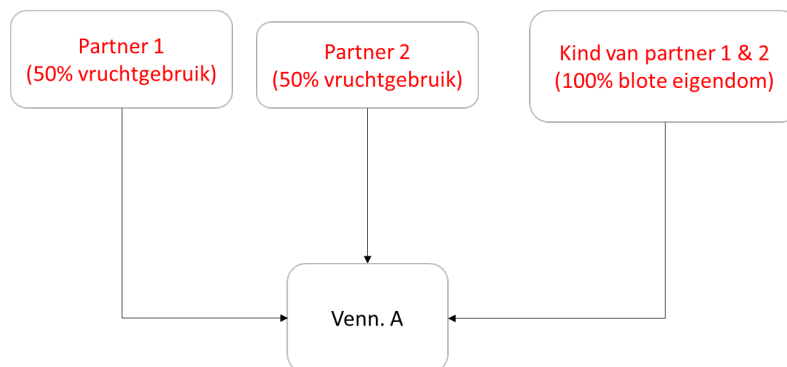 Partner 1
(50% vruchtgebruik)
Partner 2
(50% vruchtgebruik)
Kind van partner 1 & 2
(100% blote eigendom)
Venn. A